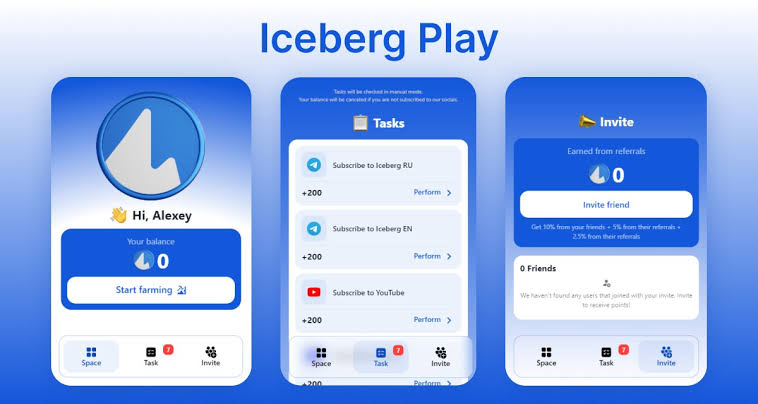 Iceberg Play
👋 Hi, Alexey
Your balance
0
Start farming
Space
Task
7
Invite
Tasks will be checked in manual mode.
Your balance will be canceled if you are not subscribed to our socials.
📋 Tasks
Subscribe to Iceberg RU
+200
Perform >
Subscribe to Iceberg EN
+200
Perform >
Subscribe to YouTube
+200
Perform >
Space
Task
7
Invite
+200
Perform >
📣 Invite
Earned from referrals
0
Invite friend
Get 10% from your friends + 5% from their referrals +
2.5% from their referrals
0 Friends
We haven't found any users that joined with your invite. Invite
to receive points!
Space
Task
7
Invite